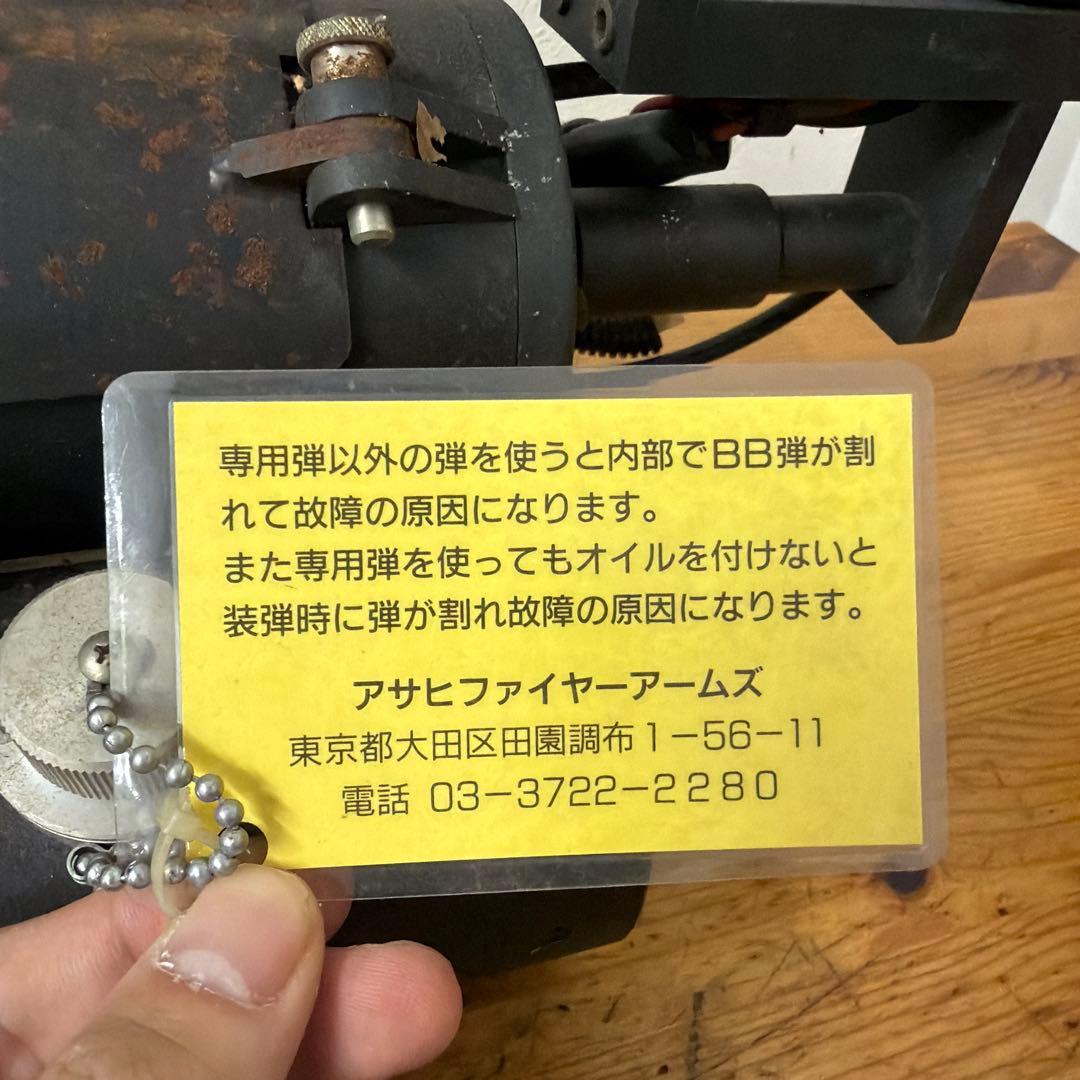 専用弾以外の弾を使うと内部でBB弾が割
れて故障の原因になります。
また専用弾を使ってもオイルを付けないと
装弾時に弾が割れ故障の原因になります。
アサヒファイヤーアームズ
東京都大田区田園調布1－56－11
電話 03－3722－2280